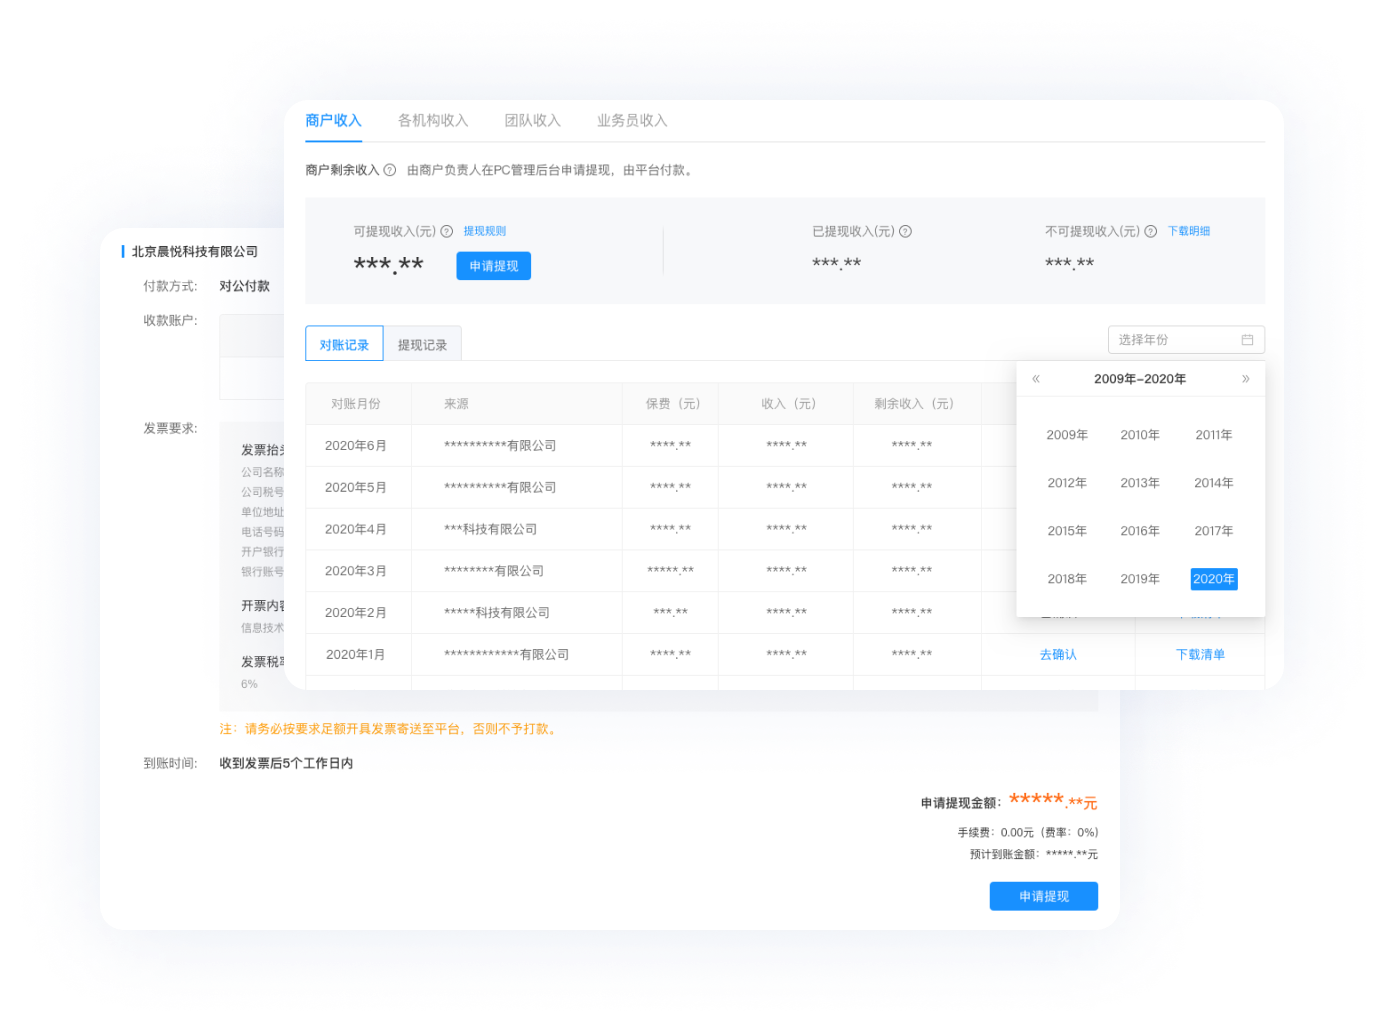 商户收入 各机构收入 团队收入 业务员收入
商户剩余收入 ? 由商户负责人在PC管理后台申请提现，由平台付款。
可提现收入(元) ? 提现规则 已提现收入(元) ? 不可提现收入(元) ? 下载明细
***.** 申请提现 ***.** ***.**
对账记录 提现记录 选择年份
« 2009年-2020年 »
2009年 2010年 2011年
2012年 2013年 2014年
2015年 2016年 2017年
2018年 2019年 2020年
对账月份 来源 保费（元） 收入（元） 剩余收入（元）
2020年6月 **********有限公司 ****.** ****.** ****.**
2020年5月 **********有限公司 ****.** ****.** ****.**
2020年4月 ***科技有限公司 ****.** ****.** ****.**
2020年3月 ********有限公司 *****.** ****.** ****.**
2020年2月 *****科技有限公司 ***.** ****.** ****.**
2020年1月 ************有限公司 ****.** ****.** ****.** 去确认 下载清单
北京晨悦科技有限公司
付款方式: 对公付款
收款账户:
发票要求:
发票抬
公司名称
公司税号
单位地址
电话号码
开户银行
银行账号
开票内容
信息技术
发票税率
6%
注：请务必按要求足额开具发票寄送至平台，否则不予打款。
到账时间: 收到发票后5个工作日内
申请提现金额：*****.**元
手续费：0.00元（费率：0%）
预计到账金额：*****.**元
申请提现